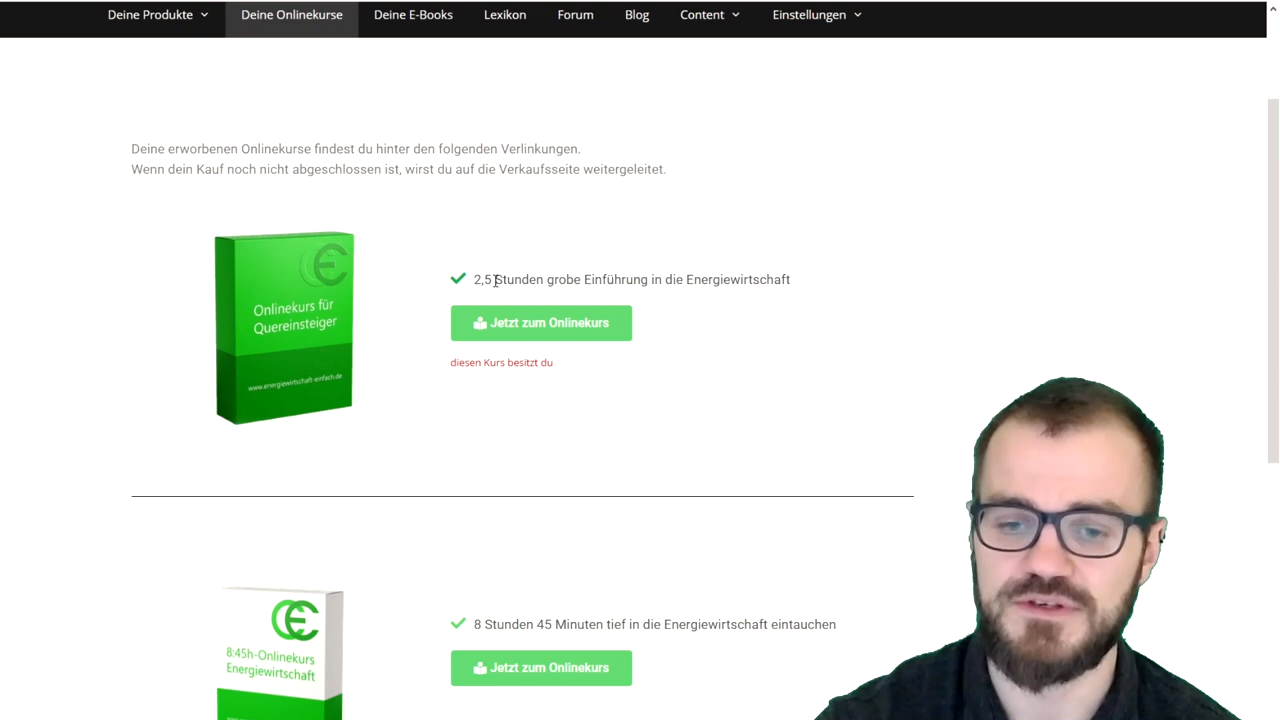 Deine Produkte
Deine Onlinekurse
Deine E-Books
Lexikon
Forum
Blog
Content
Einstellungen
Deine erworbenen Onlinekurse findest du hinter den folgenden Verlinkungen.
Wenn dein Kauf noch nicht abgeschlossen ist, wirst du auf die Verkaufsseite weitergeleitet.
Onlinekurs für
Quereinsteiger
www.energiewirtschaft-einfach.de
2,5 Stunden grobe Einführung in die Energiewirtschaft
Jetzt zum Onlinekurs
diesen Kurs besitzt du
8:45h-Onlinekurs
Energiewirtschaft
8 Stunden 45 Minuten tief in die Energiewirtschaft eintauchen
Jetzt zum Onlinekurs